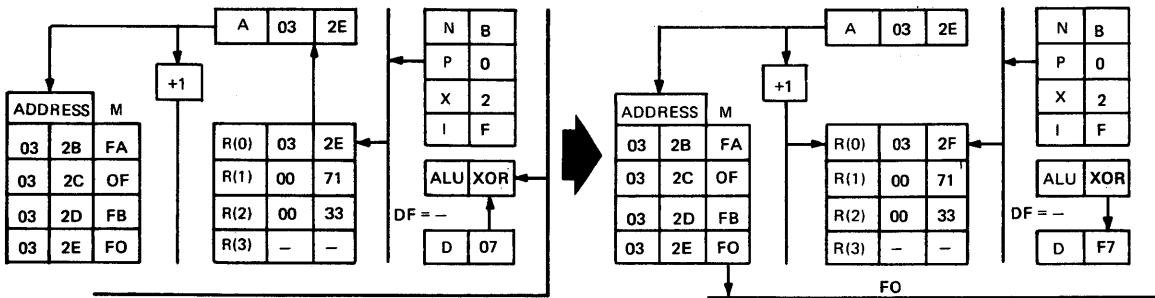 A 03 2E
+1
ADDRESS M
03 2B FA
03 2C OF
03 2D FB
03 2E FO
R(0) 03 2E
R(1) 00 71
R(2) 00 33
R(3) – –
N B
P 0
X 2
I F
ALU XOR
DF = –
D 07
A 03 2E
+1
ADDRESS M
03 2B FA
03 2C OF
03 2D FB
03 2E FO
R(0) 03 2F
R(1) 00 71
R(2) 00 33
R(3) – –
N B
P 0
X 2
I F
ALU XOR
DF = –
D F7
FO